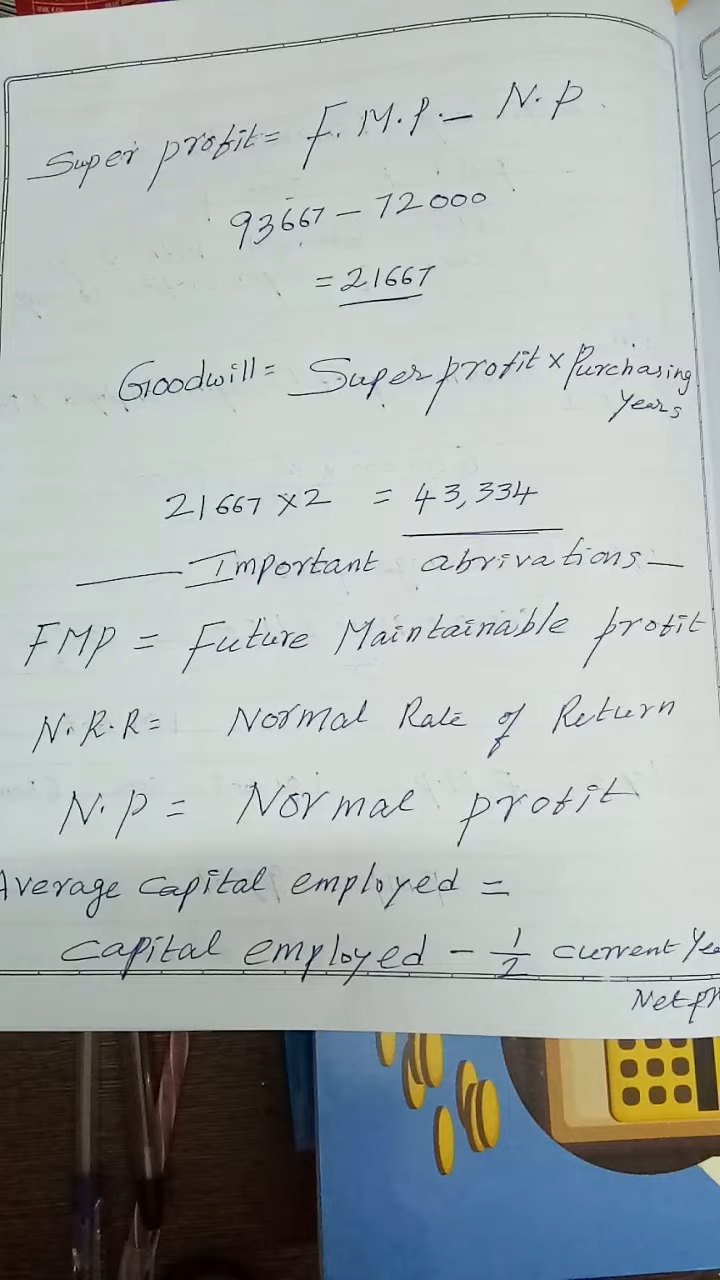 Super profit = F.M.P. - N.P
93667 - 72000
= 21667
Goodwill = Super profit × Purchasing
years
21667 × 2 = 43,334
Important abrivations
FMP = Future Maintainable profit
N.R.R = Normal Rate of Return
N.P = Normal profit
Average capital employed =
capital employed - 1/2 current